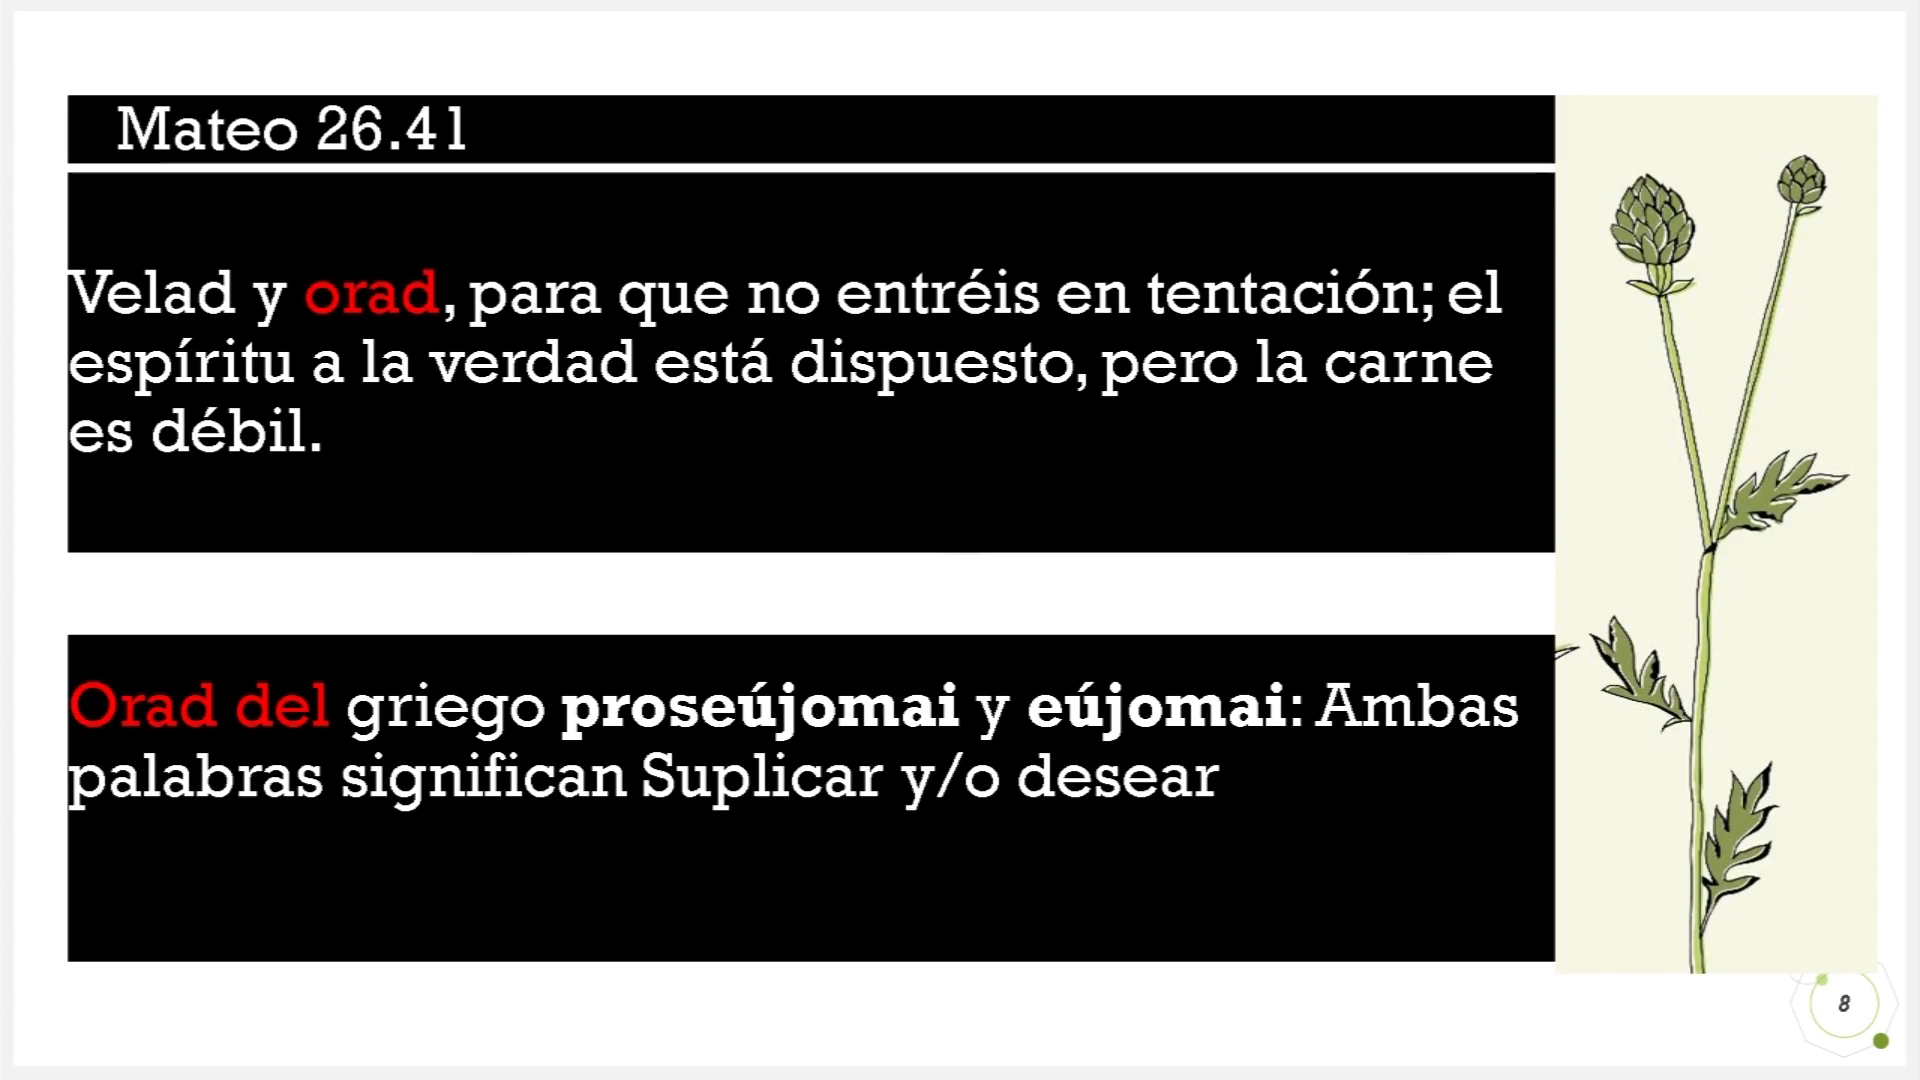 Mateo 26.41
Velad y orad, para que no entréis en tentación; el
espíritu a la verdad está dispuesto, pero la carne
es débil.
Orad del griego proseújomai y eújomai: Ambas
palabras significan Suplicar y/o desear
8